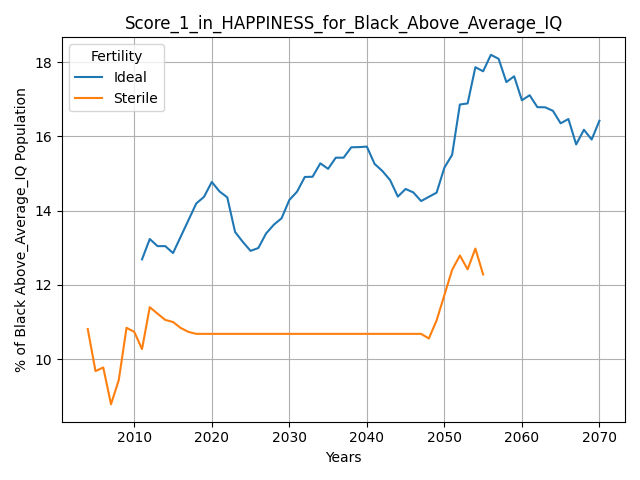 Score_1_in_HAPPINESS_for_Black_Above_Average_IQ
Fertility
Ideal
Sterile
% of Black Above_Average_IQ Population
18
16
14
12
10
2010 2020 2030 2040 2050 2060 2070
Years